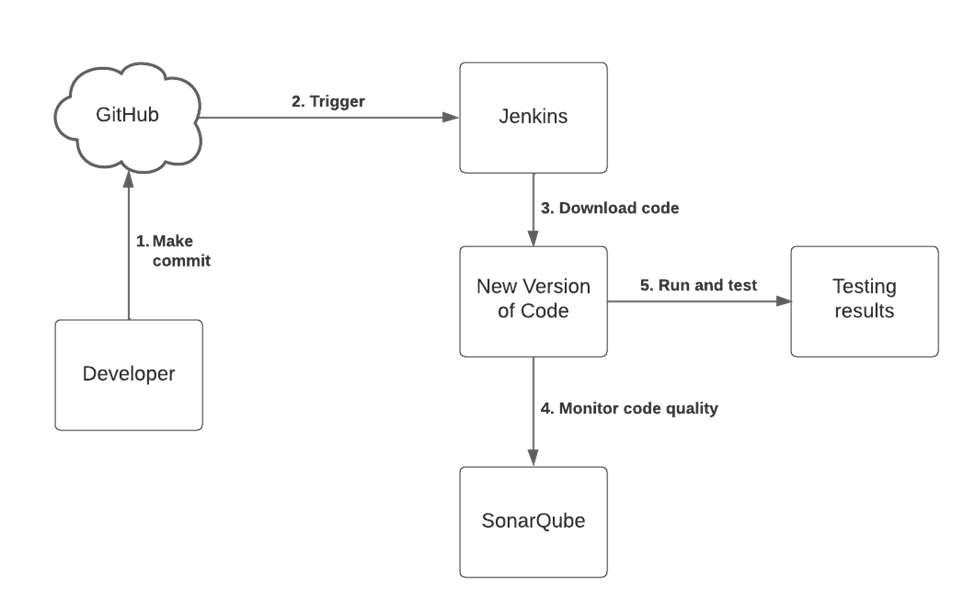 GitHub
2. Trigger
Jenkins
1. Make
commit
3. Download code
Developer
New Version
of Code
5. Run and test
Testing
results
4. Monitor code quality
SonarQube